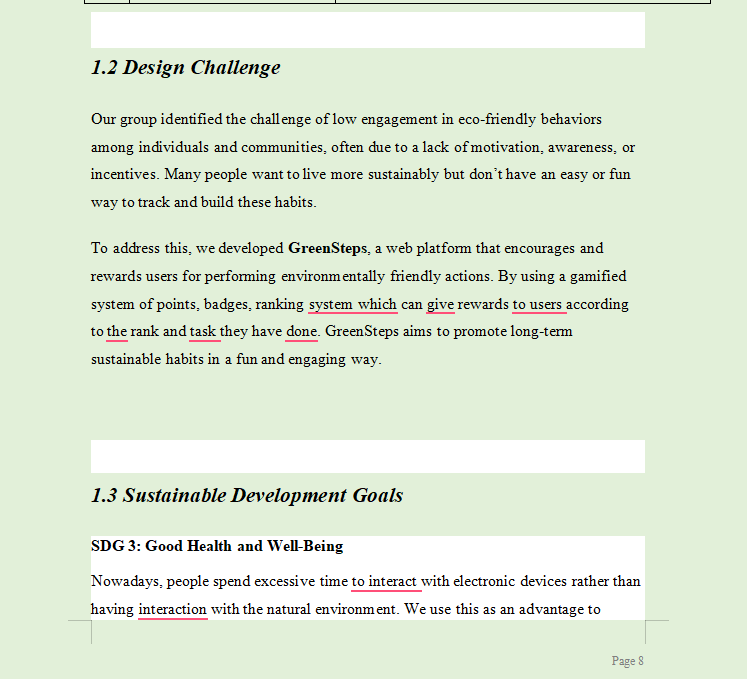 1.2 Design Challenge
Our group identified the challenge of low engagement in eco-friendly behaviors
among individuals and communities, often due to a lack of motivation, awareness, or
incentives. Many people want to live more sustainably but don’t have an easy or fun
way to track and build these habits.
To address this, we developed GreenSteps, a web platform that encourages and
rewards users for performing environmentally friendly actions. By using a gamified
system of points, badges, ranking system which can give rewards to users according
to the rank and task they have done. GreenSteps aims to promote long-term
sustainable habits in a fun and engaging way.
1.3 Sustainable Development Goals
SDG 3: Good Health and Well-Being
Nowadays, people spend excessive time to interact with electronic devices rather than
having interaction with the natural environment. We use this as an advantage to
Page 8